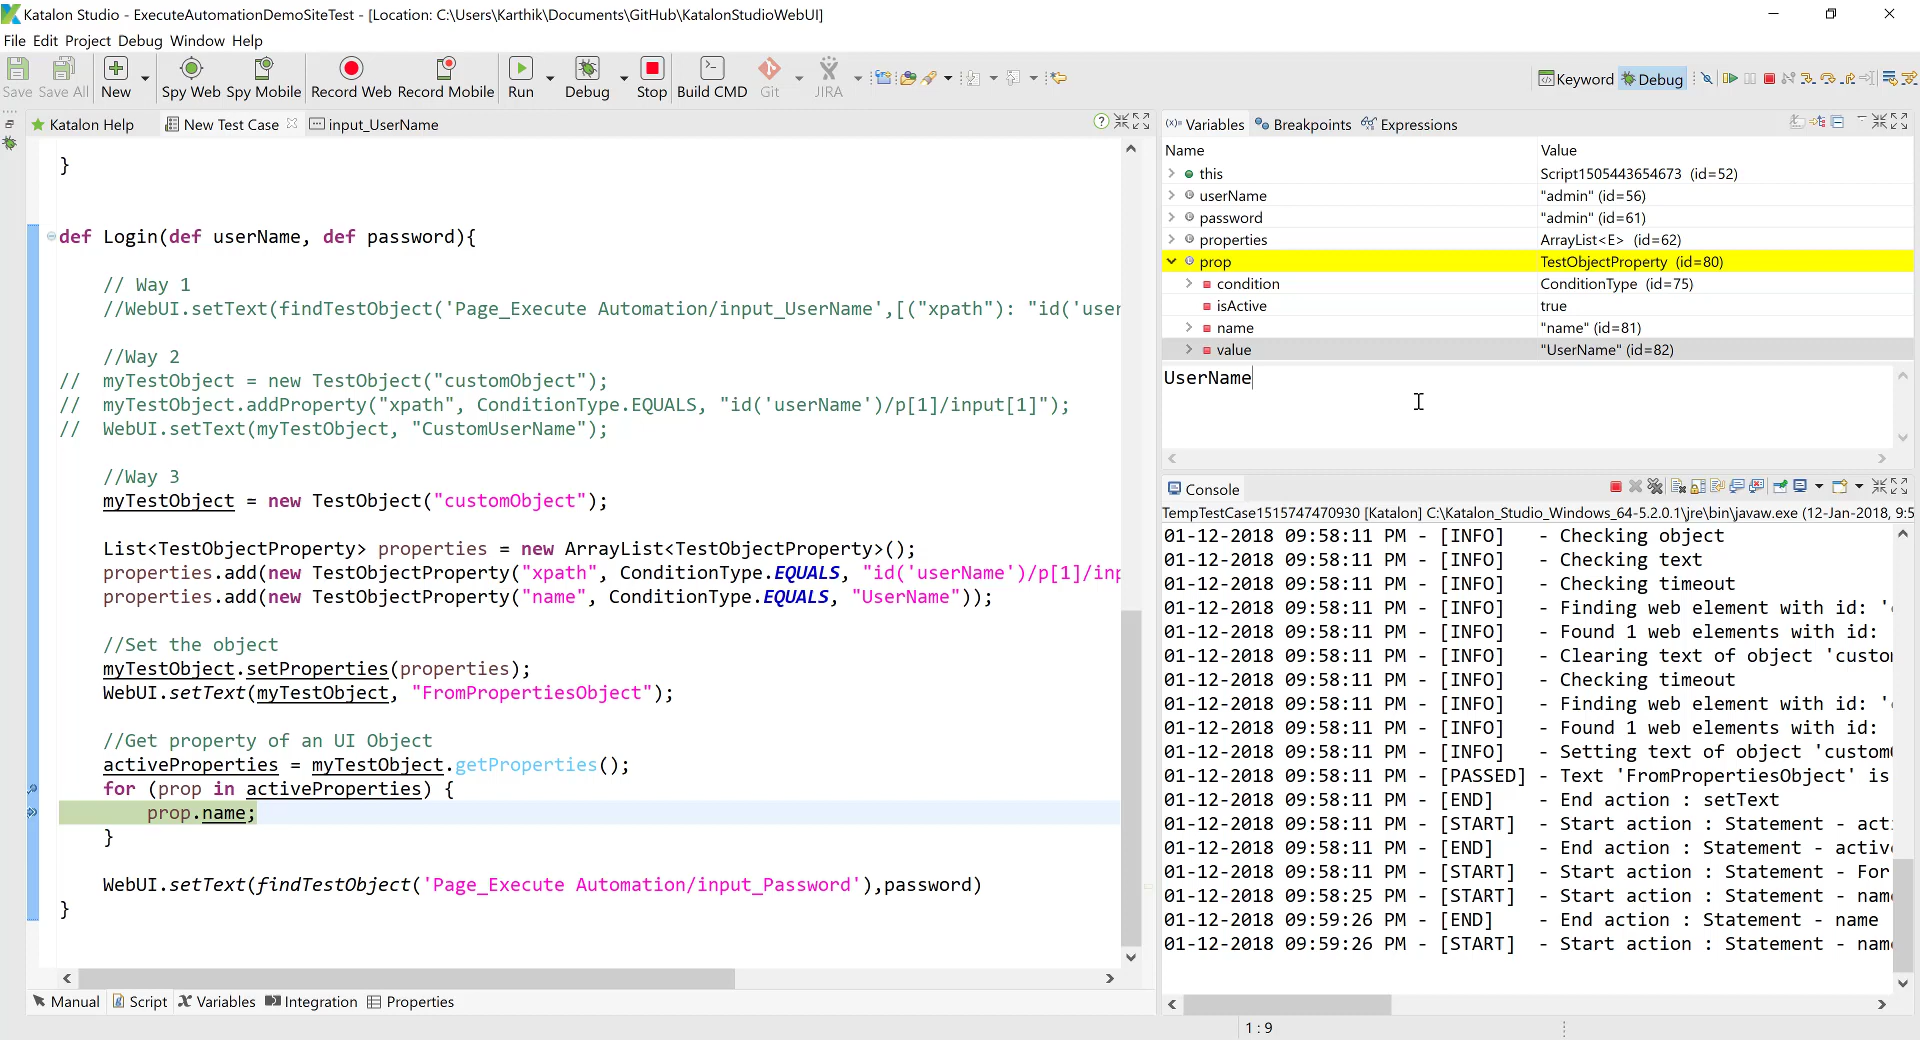 Katalon Studio - ExecuteAutomationDemoSiteTest - [Location: C:\Users\Karthik\Documents\GitHub\KatalonStudioWebUI]
File Edit Project Debug Window Help
Save Save All New Spy Web Spy Mobile Record Web Record Mobile Run Debug Stop Build CMD Git JIRA Keyword Debug
Katalon Help New Test Case input_UserName
}
def Login(def userName, def password){
// Way 1
//WebUI.setText(findTestObject('Page_Execute Automation/input_UserName',[("xpath"): "id('user
//Way 2
// myTestObject = new TestObject("customObject");
// myTestObject.addProperty("xpath", ConditionType.EQUALS, "id('userName')/p[1]/input[1]");
// WebUI.setText(myTestObject, "CustomUserName");
//Way 3
myTestObject = new TestObject("customObject");
List<TestObjectProperty> properties = new ArrayList<TestObjectProperty>();
properties.add(new TestObjectProperty("xpath", ConditionType.EQUALS, "id('userName')/p[1]/inp
properties.add(new TestObjectProperty("name", ConditionType.EQUALS, "UserName"));
//Set the object
myTestObject.setProperties(properties);
WebUI.setText(myTestObject, "FromPropertiesObject");
//Get property of an UI Object
activeProperties = myTestObject.getProperties();
for (prop in activeProperties) {
prop.name;
}
WebUI.setText(findTestObject('Page_Execute Automation/input_Password'),password)
}
Manual Script Variables Integration Properties
Variables Breakpoints Expressions
Name Value
this Script1505443654673 (id=52)
userName "admin" (id=56)
password "admin" (id=61)
properties ArrayList<E> (id=62)
prop TestObjectProperty (id=80)
condition ConditionType (id=75)
isActive true
name "name" (id=81)
value "UserName" (id=82)
UserName
Console
TempTestCase1515747470930 [Katalon] C:\Katalon_Studio_Windows_64-5.2.0.1\jre\bin\javaw.exe (12-Jan-2018, 9:5
01-12-2018 09:58:11 PM - [INFO] - Checking object
01-12-2018 09:58:11 PM - [INFO] - Checking text
01-12-2018 09:58:11 PM - [INFO] - Checking timeout
01-12-2018 09:58:11 PM - [INFO] - Finding web element with id: '
01-12-2018 09:58:11 PM - [INFO] - Found 1 web elements with id:
01-12-2018 09:58:11 PM - [INFO] - Clearing text of object 'custo
01-12-2018 09:58:11 PM - [INFO] - Checking timeout
01-12-2018 09:58:11 PM - [INFO] - Finding web element with id: '
01-12-2018 09:58:11 PM - [INFO] - Found 1 web elements with id:
01-12-2018 09:58:11 PM - [INFO] - Setting text of object 'custom
01-12-2018 09:58:11 PM - [PASSED] - Text 'FromPropertiesObject' is
01-12-2018 09:58:11 PM - [END] - End action : setText
01-12-2018 09:58:11 PM - [START] - Start action : Statement - act
01-12-2018 09:58:11 PM - [END] - End action : Statement - activ
01-12-2018 09:58:11 PM - [START] - Start action : Statement - For
01-12-2018 09:58:25 PM - [START] - Start action : Statement - nam
01-12-2018 09:59:26 PM - [END] - End action : Statement - name
01-12-2018 09:59:26 PM - [START] - Start action : Statement - nam
1 : 9